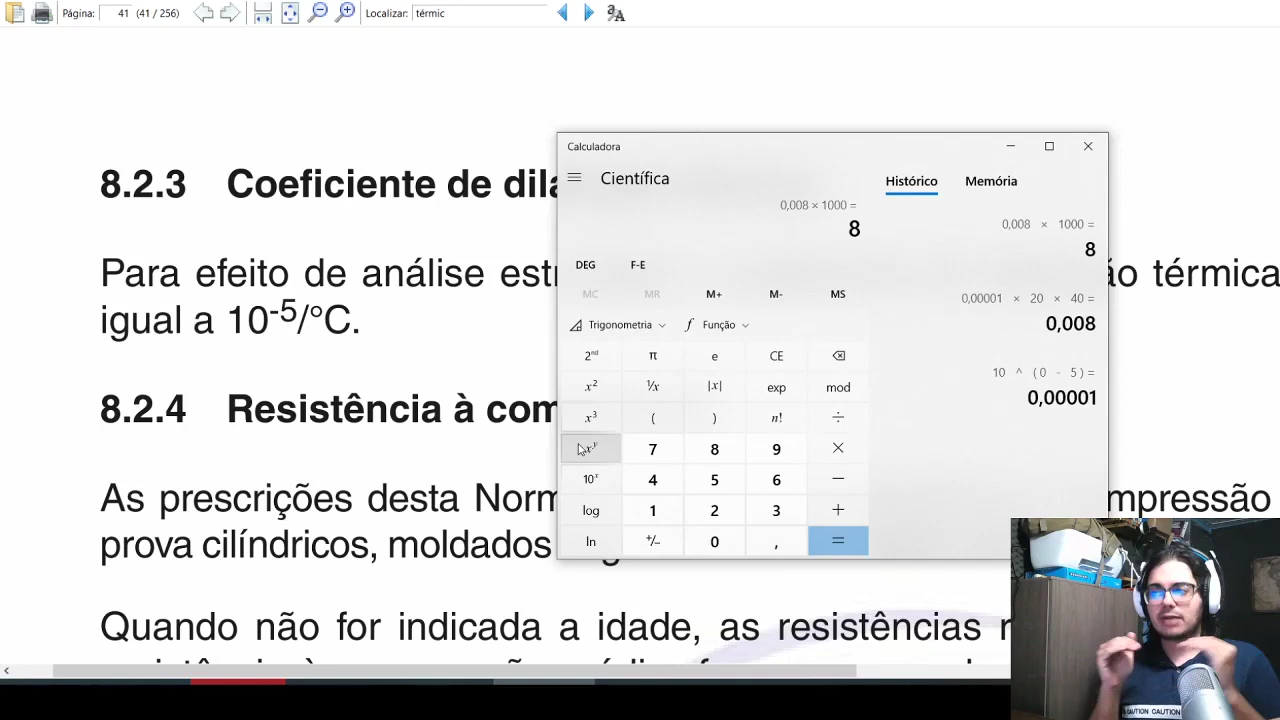 Página: 41 (41 / 256) Localizar: térmic
8.2.3 Coeficiente de dila
Para efeito de análise est ão térmica
igual a 10-5/°C.
8.2.4 Resistência à com
As prescrições desta Norm mpressão
prova cilíndricos, moldados
Quando não for indicada a idade, as resistências
Calculadora
Científica
0,008 × 1000 =
8
DEG F-E
MC MR M+ M- MS
Trigonometria f Função
2nd π e CE
x2 1/x |x| exp mod
x3 ( ) n! ÷
xy 7 8 9 ×
10x 4 5 6 −
log 1 2 3 +
ln +/− 0 , =
Histórico Memória
0,008 × 1000 =
8
0,00001 × 20 × 40 =
0,008
10 ^ ( 0 - 5 ) =
0,00001
CAUTION CAUTION